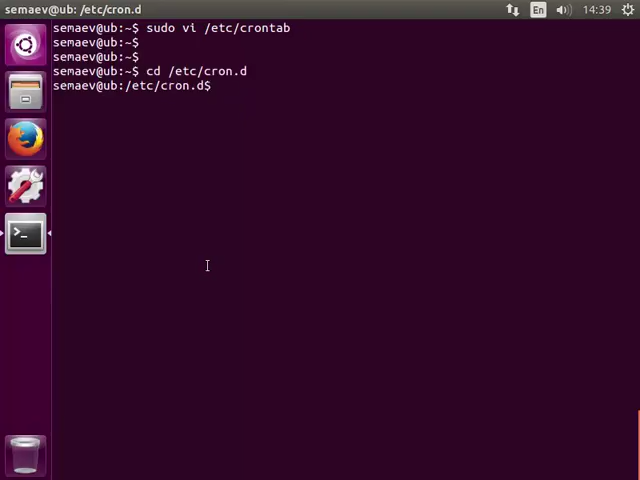 semaev@ub: /etc/cron.d
En
14:39
semaev@ub:~$ sudo vi /etc/crontab
semaev@ub:~$
semaev@ub:~$
semaev@ub:~$ cd /etc/cron.d
semaev@ub:/etc/cron.d$
>_